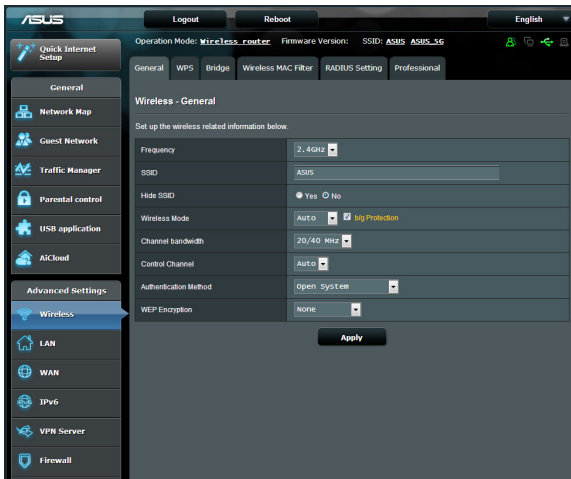 ASUS
Logout
Reboot
English
Quick Internet Setup
Operation Mode: Wireless router Firmware Version: SSID: ASUS ASUS_5G
General
WPS
Bridge
Wireless MAC Filter
RADIUS Setting
Professional
General
Network Map
Guest Network
Traffic Manager
Parental control
USB application
AiCloud
Advanced Settings
Wireless
LAN
WAN
IPv6
VPN Server
Firewall
Wireless - General
Set up the wireless related information below.
Frequency 2.4GHz
SSID ASUS
Hide SSID Yes No
Wireless Mode Auto b/g Protection
Channel bandwidth 20/40 MHz
Control Channel Auto
Authentication Method Open System
WEP Encryption None
Apply